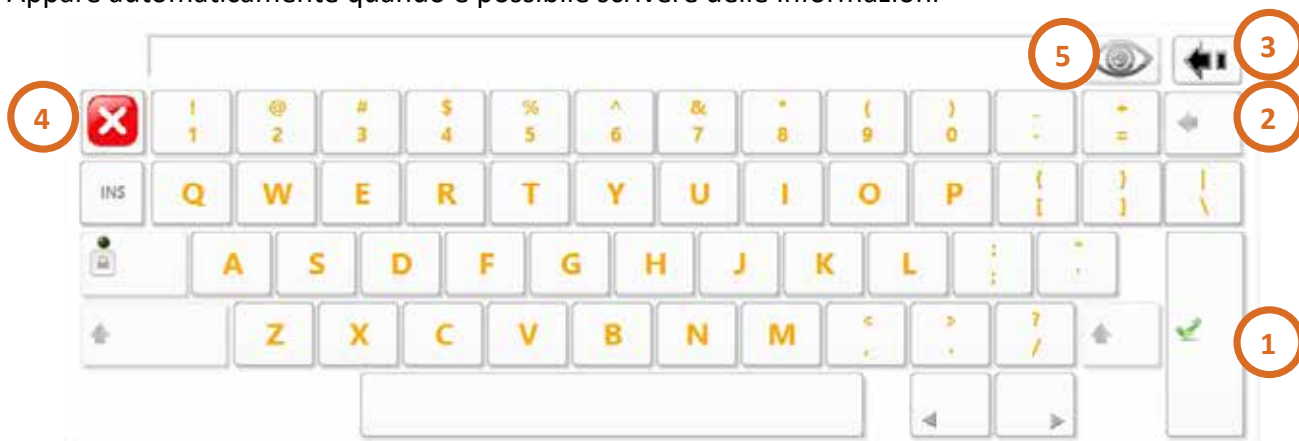 Appare automaticamente quando è possibile scrivere delle informazioni
5 3
! @ # $ % ^ & * ( ) _ +
4 1 2 3 4 5 6 7 8 9 0 - = 2
{ } |
INS Q W E R T Y U I O P [ ] \
: "
A S D F G H J K L ; '
< > ?
Z X C V B N M , . / 1